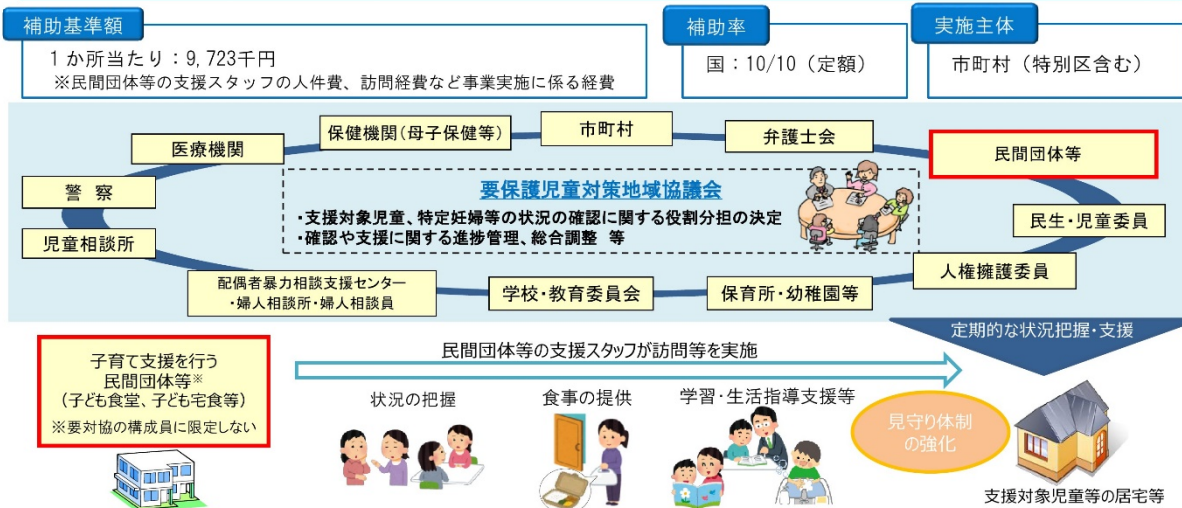 補助基準額
1か所当たり：9,723千円
※民間団体等の支援スタッフの人件費、訪問経費など事業実施に係る経費
補助率
国：10/10（定額）
実施主体
市町村（特別区含む）
保健機関（母子保健等）
市町村
弁護士会
医療機関
民間団体等
警 察
要保護児童対策地域協議会
・支援対象児童、特定妊婦等の状況の確認に関する役割分担の決定
・確認や支援に関する進捗管理、総合調整 等
民生・児童委員
児童相談所
人権擁護委員
配偶者暴力相談支援センター
・婦人相談所・婦人相談員
学校・教育委員会
保育所・幼稚園等
定期的な状況把握・支援
子育て支援を行う
民間団体等※
（子ども食堂、子ども宅食等）
※要対協の構成員に限定しない
民間団体等の支援スタッフが訪問等を実施
状況の把握
食事の提供
学習・生活指導支援等
見守り体制
の強化
支援対象児童等の居宅等